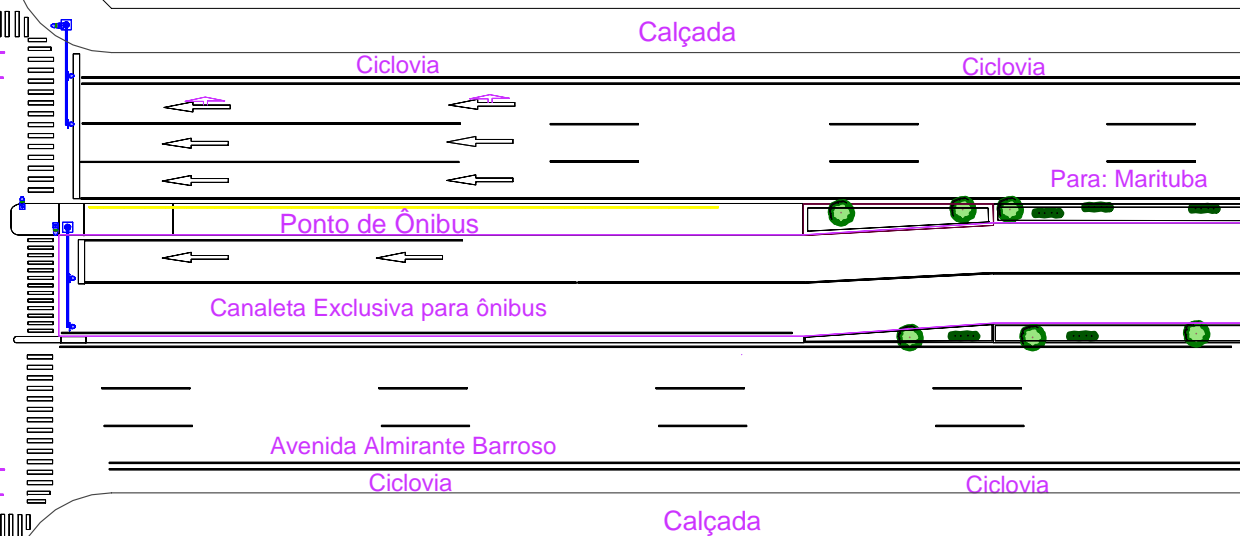 Calçada
Ciclovia
Ciclovia
Para: Marituba
Ponto de Ônibus
Canaleta Exclusiva para ônibus
Avenida Almirante Barroso
Ciclovia
Ciclovia
Calçada